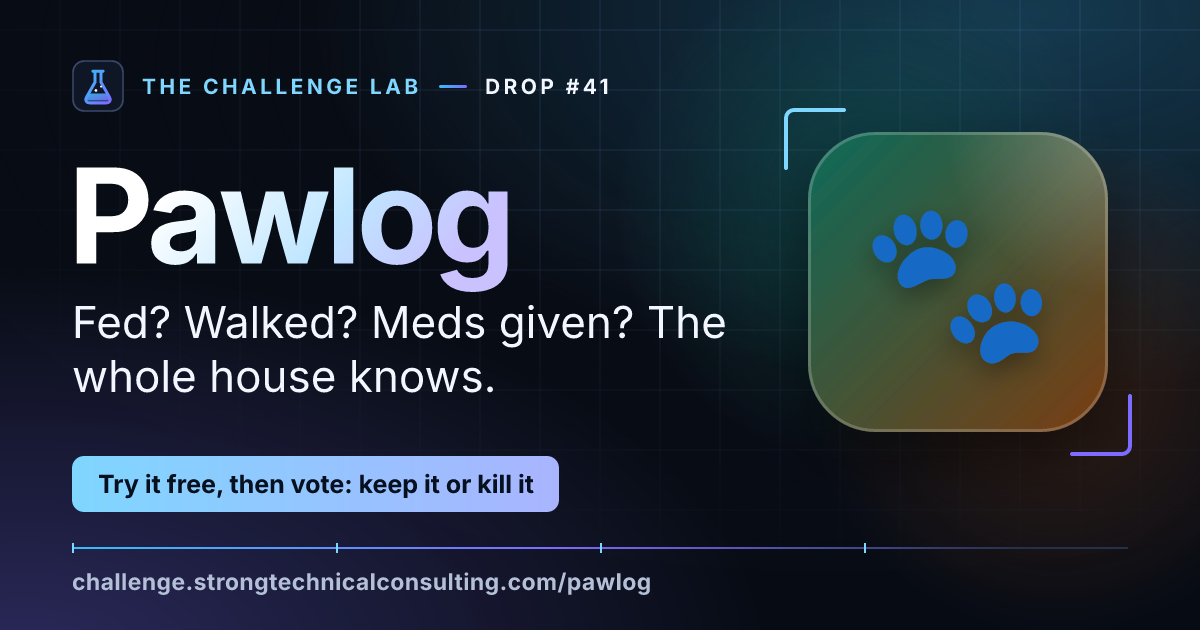 THE CHALLENGE LAB — DROP #41
Pawlog
Fed? Walked? Meds given? The
whole house knows.
Try it free, then vote: keep it or kill it
challenge.strongtechnicalconsulting.com/pawlog